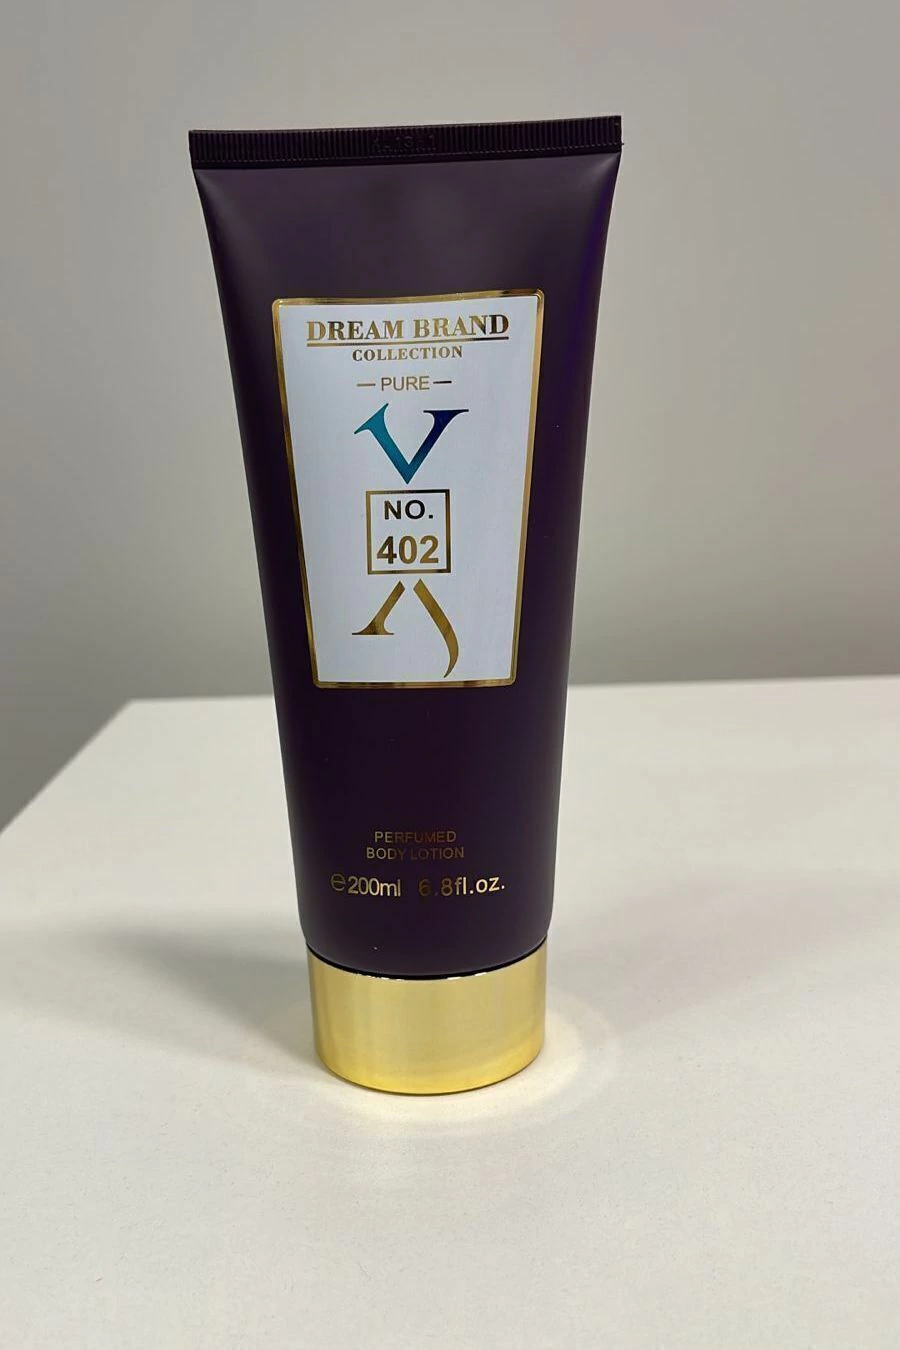 DREAM BRAND
COLLECTION
PURE
V
NO.
402
PERFUMED
BODY LOTION
℮200ml 6.8fl.oz.